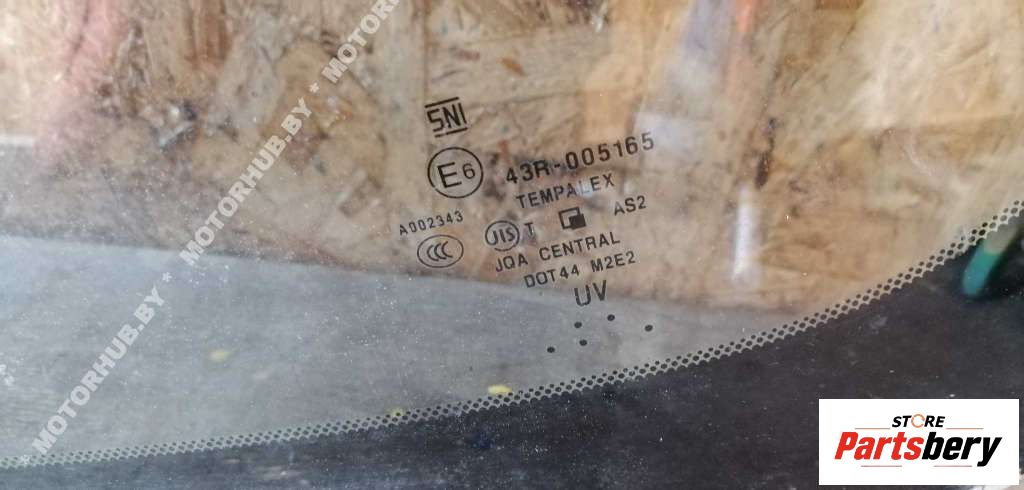 SNI
E6 43R-005165
TEMPALEX
A002343 JIS T AS2
CCC JQA CENTRAL
DOT44 M2E2
UV
* MOTORHUB.BY * MOTORHUB.BY * MOTORHUB.BY
STORE
Partsbery